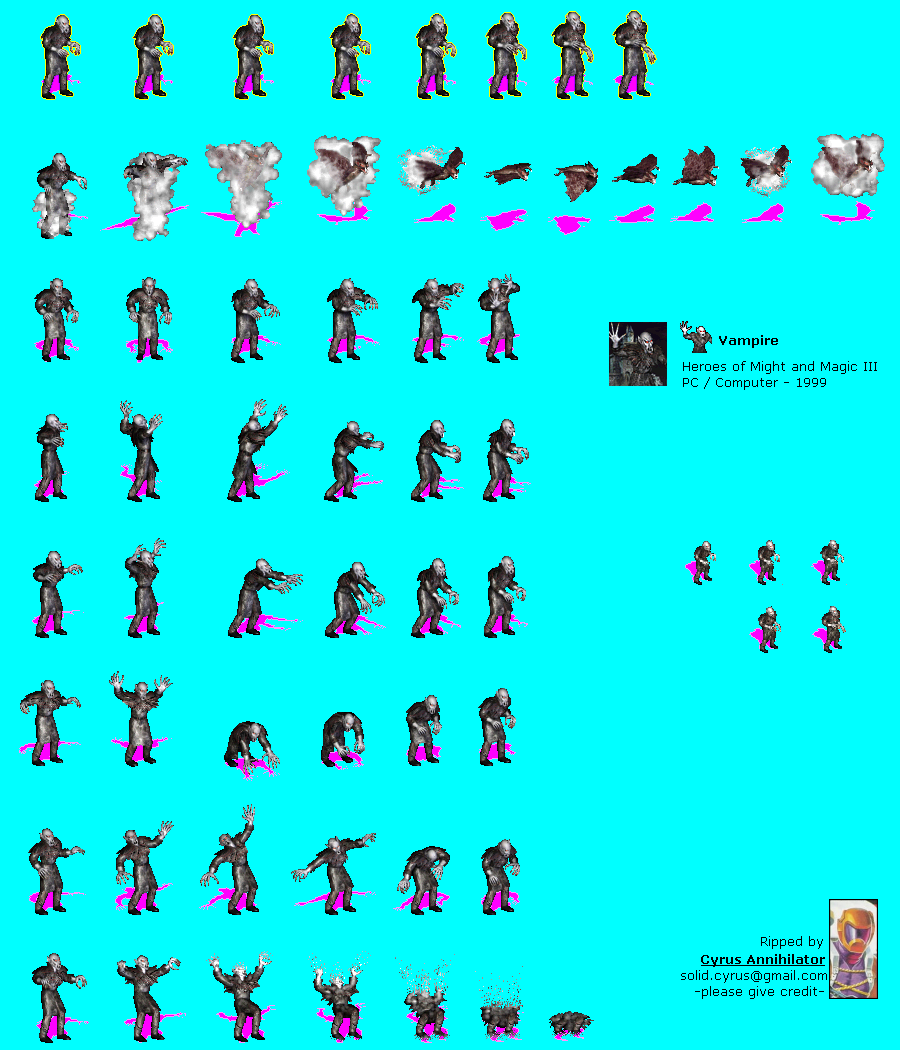 Vampire
Heroes of Might and Magic III
PC / Computer - 1999
Ripped by
Cyrus Annihilator
solid.cyrus@gmail.com
-please give credit-